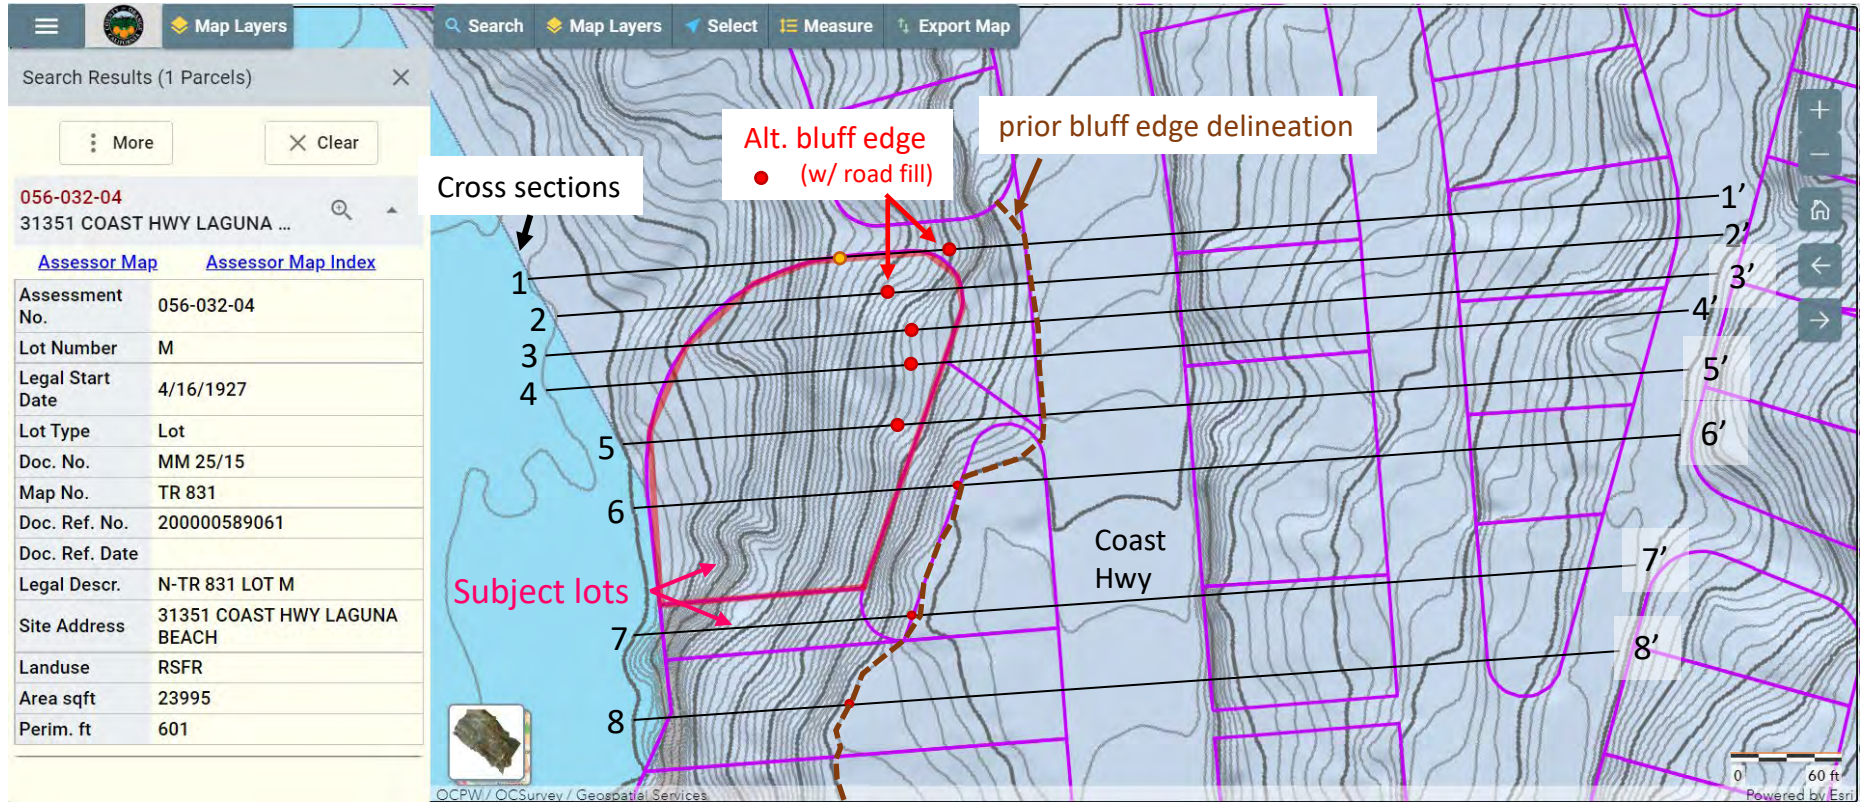 Map Layers
Search
Map Layers
Select
Measure
Export Map
Search Results (1 Parcels)
More
Clear
056-032-04
31351 COAST HWY LAGUNA ...
Assessor Map
Assessor Map Index
Assessment No.
056-032-04
Lot Number
M
Legal Start Date
4/16/1927
Lot Type
Lot
Doc. No.
MM 25/15
Map No.
TR 831
Doc. Ref. No.
200000589061
Doc. Ref. Date
Legal Descr.
N-TR 831 LOT M
Site Address
31351 COAST HWY LAGUNA BEACH
Landuse
RSFR
Area sqft
23995
Perim. ft
601
Cross sections
Alt. bluff edge
(w/ road fill)
prior bluff edge delineation
1
2
3
4
5
6
7
8
1'
2'
3'
4'
5'
6'
7'
8'
Subject lots
Coast
Hwy
0
60 ft
OCPW / OCSurvey / Geospatial Services
Powered by Esri